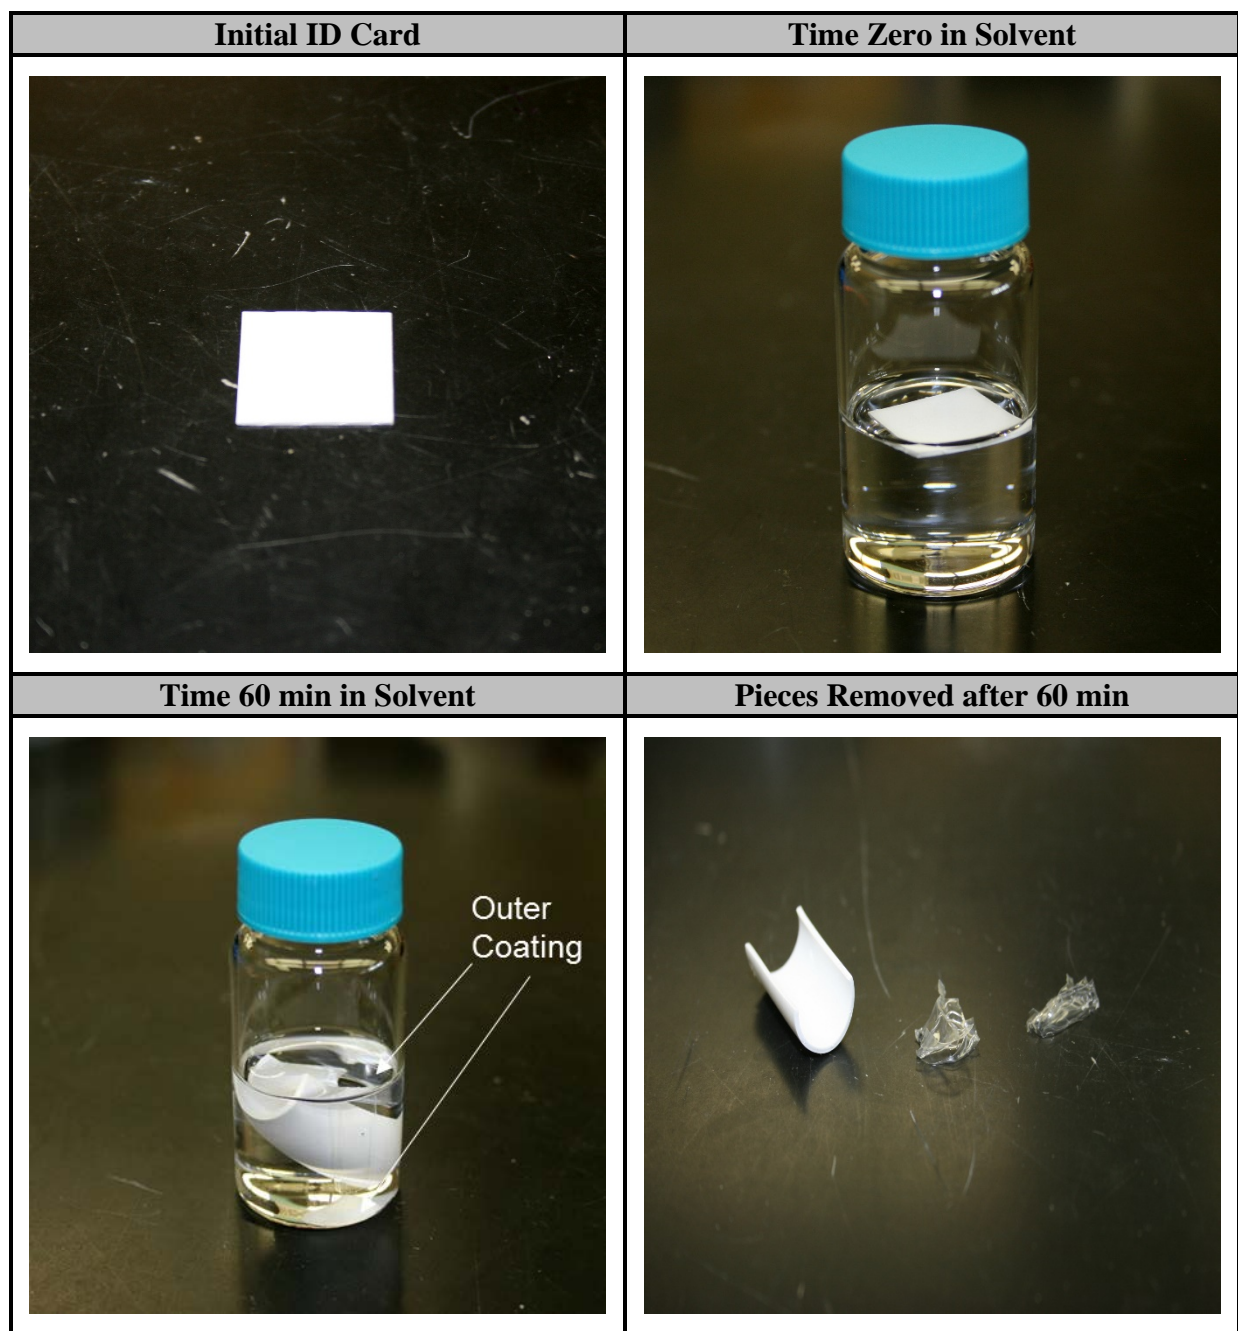 Initial ID Card
Time Zero in Solvent
Time 60 min in Solvent
Pieces Removed after 60 min
Outer
Coating